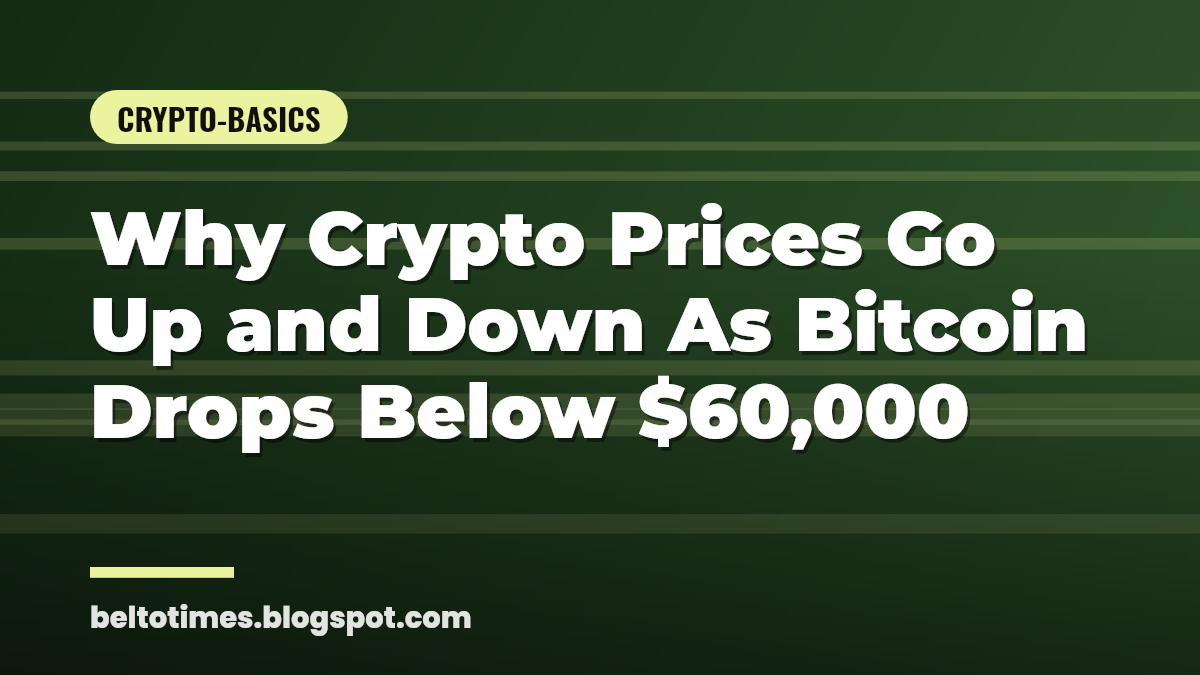 CRYPTO-BASICS
Why Crypto Prices Go
Up and Down As Bitcoin
Drops Below $60,000
beltotimes.blogspot.com